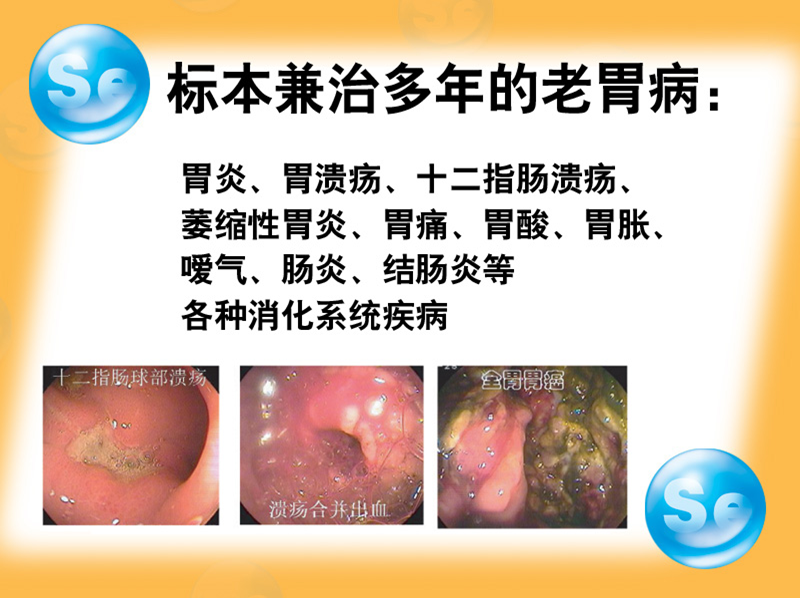 Se
标本兼治多年的老胃病：
胃炎、胃溃疡、十二指肠溃疡、
萎缩性胃炎、胃痛、胃酸、胃胀、
嗳气、肠炎、结肠炎等
各种消化系统疾病
十二指肠球部溃疡
溃疡合并出血
全胃胃癌
Se